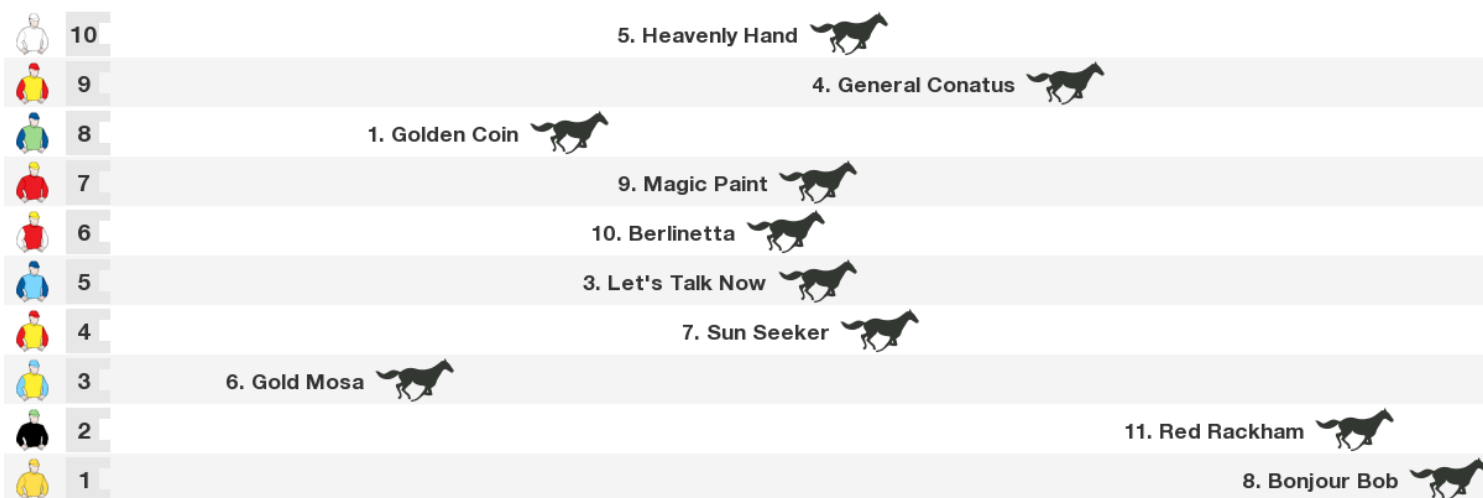 10 5. Heavenly Hand
9 4. General Conatus
8 1. Golden Coin
7 9. Magic Paint
6 10. Berlinetta
5 3. Let's Talk Now
4 7. Sun Seeker
3 6. Gold Mosa
2 11. Red Rackham
1 8. Bonjour Bob